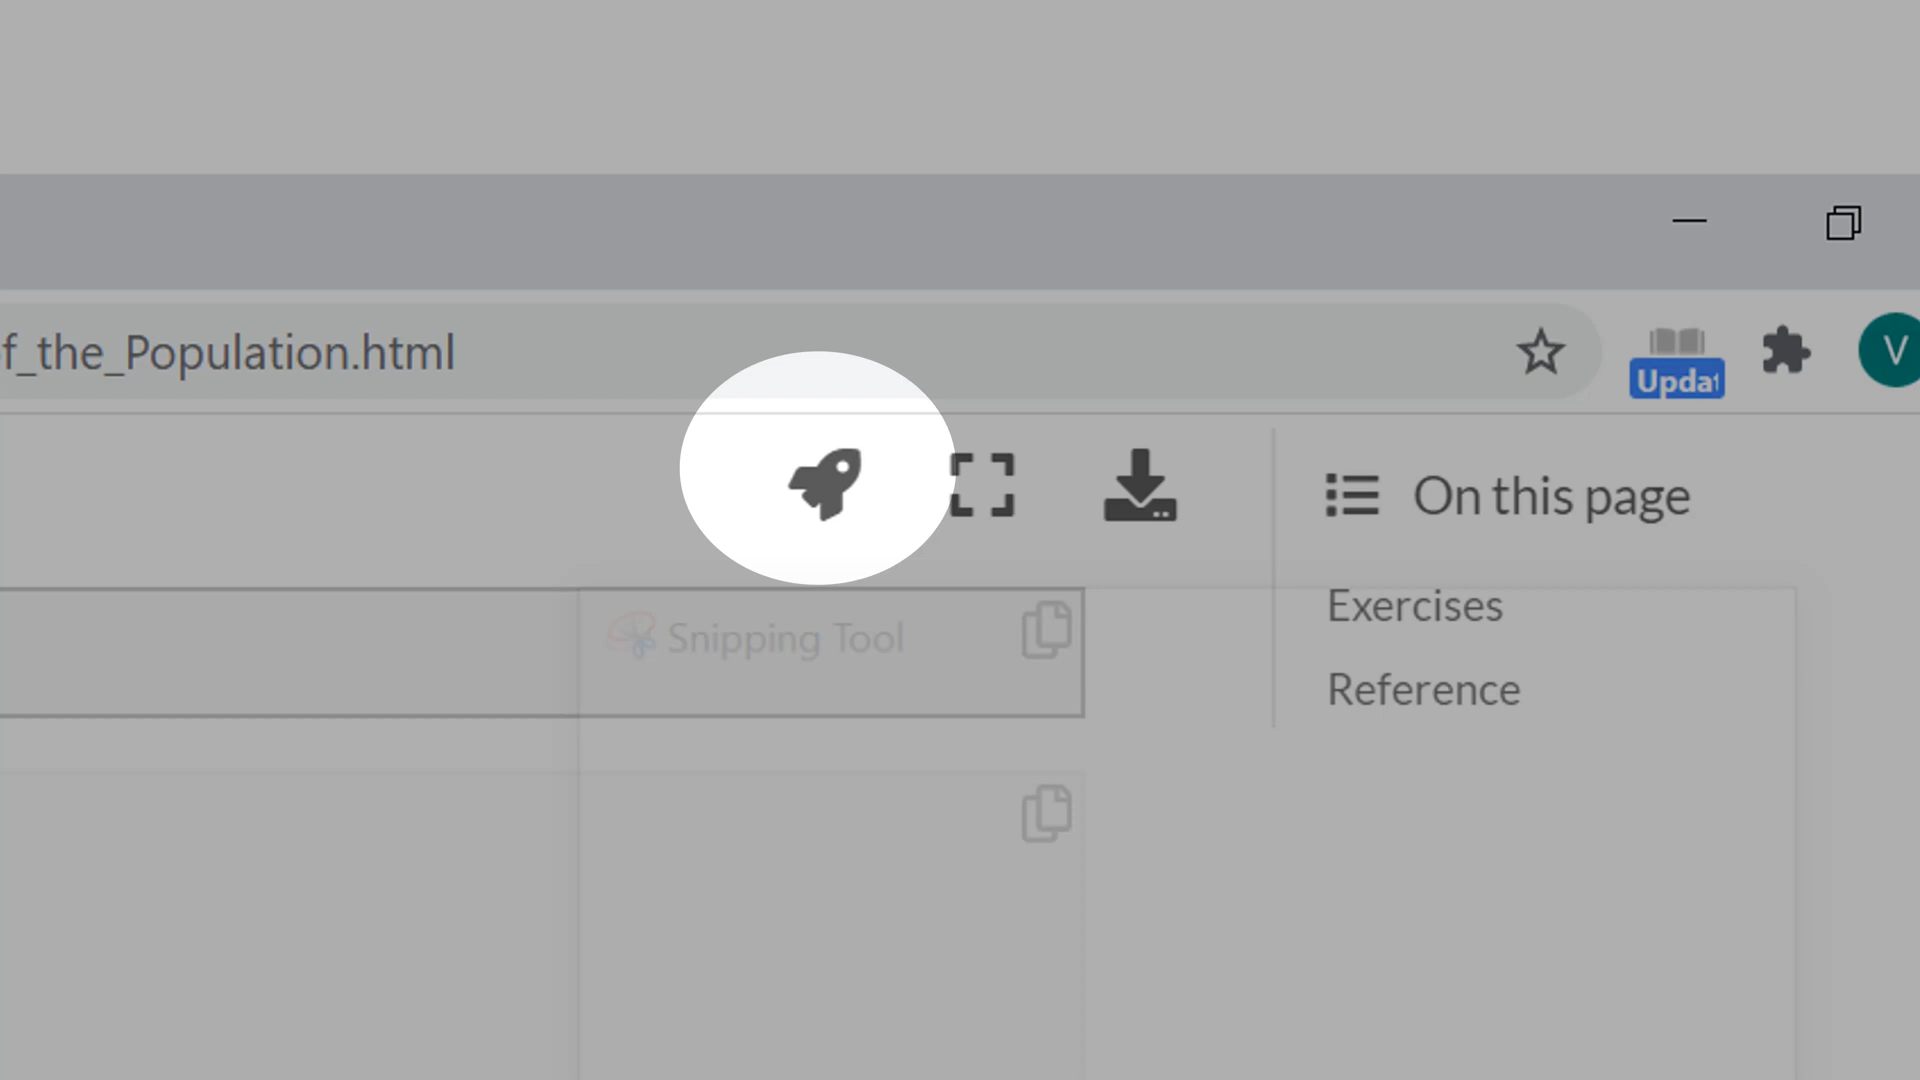 f_the_Population.html
Updat
V
On this page
Exercises
Reference
Snipping Tool